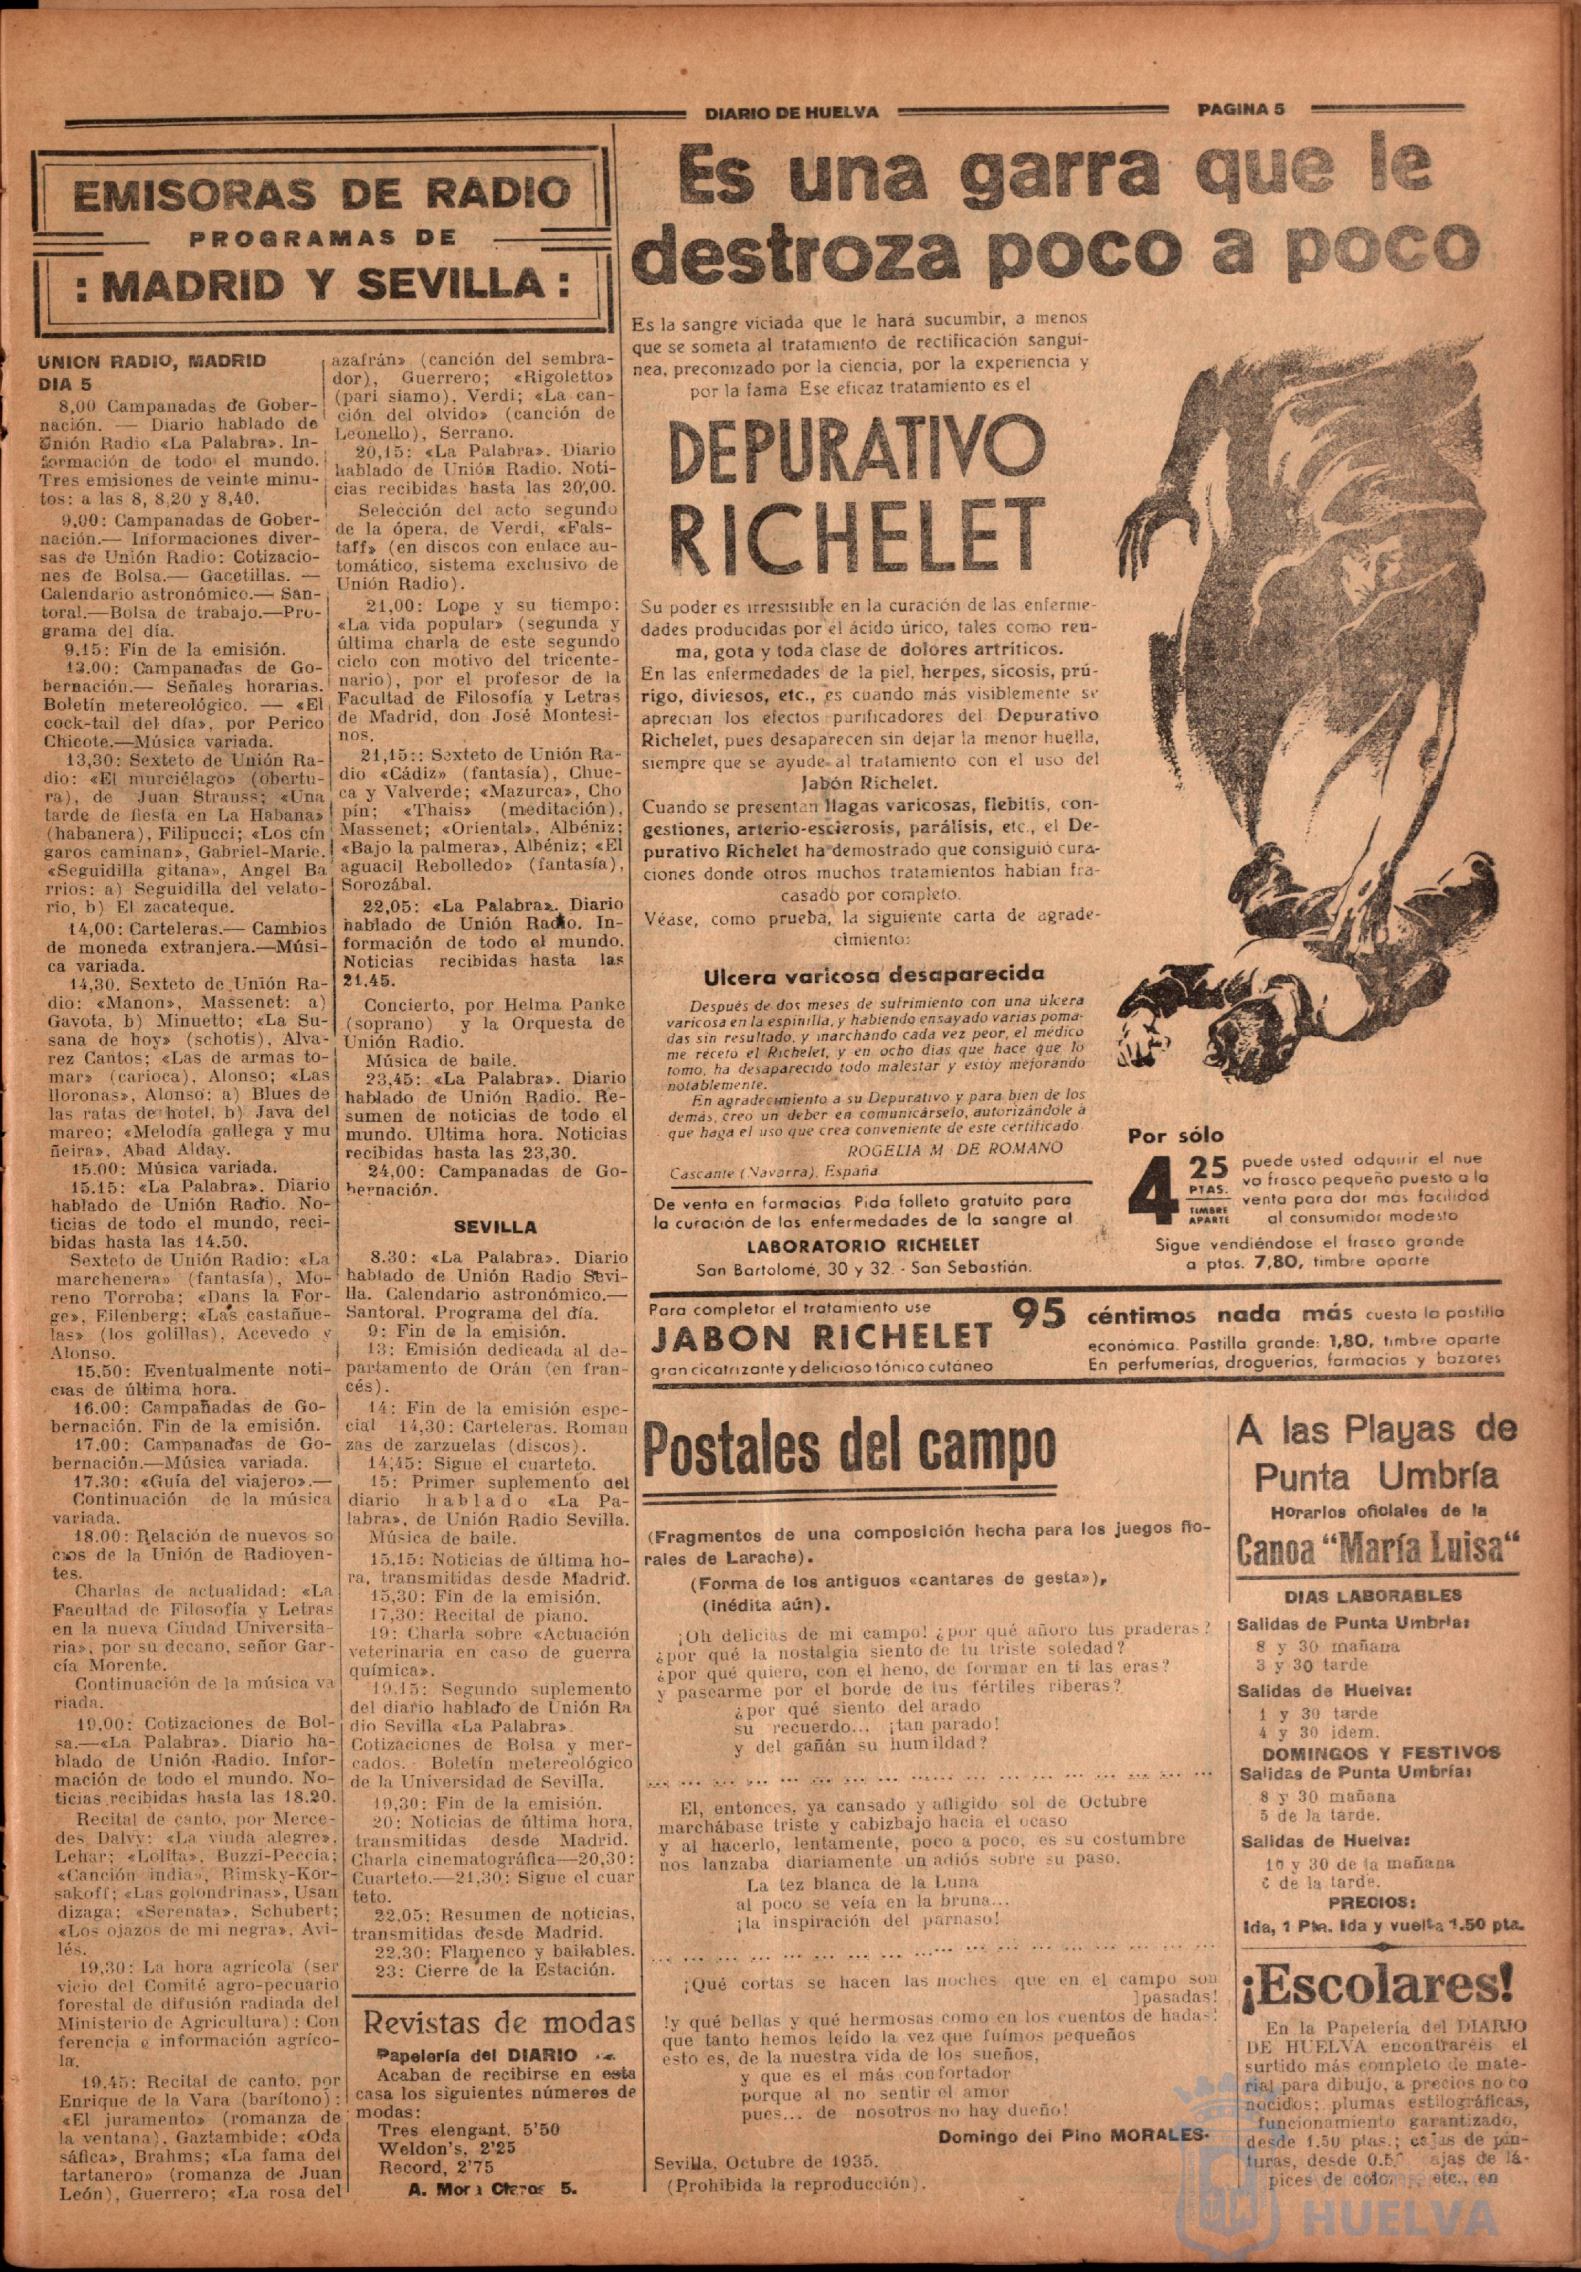 DIARIO DE HUELVA
PAGINA 5
EMISORAS DE RADIO
PROGRAMAS DE
: MADRID Y SEVILLA :
UNION RADIO, MADRID
DIA 5
8,00 Campanadas de Gober-
nación. — Diario hablado de
Unión Radio «La Palabra». In-
formación de todo el mundo.
Tres emisiones de veinte minu-
tos: a las 8, 8,20 y 8,40.
9,00: Campanadas de Gober-
nación.— Informaciones diver-
sas de Unión Radio: Cotizacio-
nes de Bolsa.— Gacetillas. —
Calendario astronómico.— San-
toral.—Bolsa de trabajo.—Pro-
grama del día.
9.15: Fin de la emisión.
13.00: Campanadas de Go-
bernación.— Señales horarias.
Boletín metereológico. — «El
cock-tail del día», por Perico
Chicote.—Música variada.
13,30: Sexteto de Unión Ra-
dio: «El murciélago» (obertu-
ra), de Juan Strauss; «Una
tarde de fiesta en La Habana»
(habanera), Filipucci; «Los cín
garos caminan», Gabriel-Marie.
«Seguidilla gitana», Angel Ba
rrios: a) Seguidilla del velato-
rio, b) El zacateque.
14,00: Carteleras.— Cambios
de moneda extranjera.—Músi-
ca variada.
14,30. Sexteto de Unión Ra-
dio: «Manon», Massenet: a)
Gavota, b) Minuetto; «La Su-
sana de hoy» (schotis), Alva-
rez Cantos; «Las de armas to-
mar» (carioca), Alonso; «Las
lloronas», Alonso: a) Blues de
las ratas de hotel, b) Java del
mareo; «Melodía gallega y mu
ñeira», Abad Alday.
15.00: Música variada.
15.15: «La Palabra». Diario
hablado de Unión Radio. No-
ticias de todo el mundo, reci-
bidas hasta las 14.50.
Sexteto de Unión Radio: «La
marchenera» (fantasía), Mo-
reno Torroba; «Dans la For-
ge», Eilenberg; «Las castañue-
las» (los golillas), Acevedo y
Alonso.
15.50: Eventualmente noti-
cias de última hora.
16.00: Campañadas de Go-
bernación. Fin de la emisión.
17.00: Campanadas de Go-
bernación.—Música variada.
17.30: «Guía del viajero».—
Continuación de la música
variada.
18.00: Relación de nuevos so
cios de la Unión de Radioyen-
tes.
Charlas de actualidad: «La
Facultad de Filosofía y Letras
en la nueva Ciudad Universita-
ria», por su decano, señor Gar-
cía Morente.
Continuación de la música va
riada.
19,00: Cotizaciones de Bol-
sa.—«La Palabra». Diario ha-
blado de Unión Radio. Infor-
mación de todo el mundo. No-
ticias recibidas hasta las 18.20.
Recital de canto, por Merce-
des Dalvy: «La viuda alegre»,
Lehar; «Lolita», Buzzi-Peccia;
«Canción india», Rimsky-Kor-
sakoff; «Las golondrinas», Usan
dizaga; «Serenata», Schubert;
«Los ojazos de mi negra», Avi-
lés.
19,30: La hora agrícola (ser
vicio del Comité agro-pecuario
forestal de difusión radiada del
Ministerio de Agricultura): Con
ferencia e información agríco-
la.
19,45: Recital de canto, por
Enrique de la Vara (barítono):
«El juramento» (romanza de
la ventana), Gaztambide; «Oda
sáfica», Brahms; «La fama del
tartanero» (romanza de Juan
León), Guerrero; «La rosa del
azafrán» (canción del sembra-
dor), Guerrero; «Rigoletto»
(pari siamo), Verdi; «La can-
ción del olvido» (canción de
Leonello), Serrano.
20,15: «La Palabra». Diario
hablado de Unión Radio. Noti-
cias recibidas hasta las 20,00.
Selección del acto segundo
de la ópera, de Verdi, «Fals-
taff» (en discos con enlace au-
tomático, sistema exclusivo de
Unión Radio).
21,00: Lope y su tiempo:
«La vida popular» (segunda y
última charla de este segundo
ciclo con motivo del tricente-
nario), por el profesor de la
Facultad de Filosofía y Letras
de Madrid, don José Montesi-
nos.
21,15:: Sexteto de Unión Ra-
dio «Cádiz» (fantasía), Chue-
ca y Valverde; «Mazurca», Cho
pín; «Thais» (meditación),
Massenet; «Oriental», Albéniz;
«Bajo la palmera», Albéniz; «El
aguacil Rebolledo» (fantasía),
Sorozábal.
22,05: «La Palabra». Diario
hablado de Unión Radio. In-
formación de todo el mundo.
Noticias recibidas hasta las
21.45.
Concierto, por Helma Panke
(soprano) y la Orquesta de
Unión Radio.
Música de baile.
23,45: «La Palabra». Diario
hablado de Unión Radio. Re-
sumen de noticias de todo el
mundo. Ultima hora. Noticias
recibidas hasta las 23,30.
24,00: Campanadas de Go-
bernación.
SEVILLA
8.30: «La Palabra». Diario
hablado de Unión Radio Sevi-
lla. Calendario astronómico.—
Santoral. Programa del día.
9: Fin de la emisión.
13: Emisión dedicada al de-
partamento de Orán (en fran-
cés).
14: Fin de la emisión espe-
cial 14,30: Carteleras. Roman
zas de zarzuelas (discos).
14,45: Sigue el cuarteto.
15: Primer suplemento del
diario hablado «La Pa-
labra», de Unión Radio Sevilla.
Música de baile.
15,15: Noticias de última ho-
ra, transmitidas desde Madrid.
15,30: Fin de la emisión.
17,30: Recital de piano.
19: Charla sobre «Actuación
veterinaria en caso de guerra
química».
19,15: Segundo suplemento
del diario hablado de Unión Ra
dio Sevilla «La Palabra».
Cotizaciones de Bolsa y mer-
cados. Boletín metereológico
de la Universidad de Sevilla.
19,30: Fin de la emisión.
20: Noticias de última hora,
transmitidas desde Madrid.
Charla cinematográfica—20,30:
Cuarteto.—21,30: Sigue el cuar
teto.
22,05: Resumen de noticias,
transmitidas desde Madrid.
22,30: Flamenco y bailables.
23: Cierre de la Estación.
Revistas de modas
Papelería del DIARIO
Acaban de recibirse en esta
casa los siguientes números de
modas:
Tres elengant, 5'50
Weldon's, 2'25
Record, 2'75
A. Mora Claros 5.
Es una garra que le
destroza poco a poco
Es la sangre viciada que le hará sucumbir, a menos
que se someta al tratamiento de rectificación sanguí-
nea, preconizado por la ciencia, por la experiencia y
por la fama Ese eficaz tratamiento es el
DEPURATIVO
RICHELET
Su poder es irresistible en la curación de las enferme-
dades producidas por el ácido úrico, tales como reu-
ma, gota y toda clase de dolores artríticos.
En las enfermedades de la piel, herpes, sicosis, prú-
rigo, diviesos, etc., es cuando más visiblemente se
aprecian los efectos purificadores del Depurativo
Richelet, pues desaparecen sin dejar la menor huella,
siempre que se ayude al tratamiento con el uso del
Jabón Richelet.
Cuando se presentan llagas varicosas, flebitis, con-
gestiones, arterio-esclerosis, parálisis, etc., el De-
purativo Richelet ha demostrado que consiguió cura-
ciones donde otros muchos tratamientos habían fra-
casado por completo.
Véase, como prueba, la siguiente carta de agrade-
cimiento:
Ulcera varicosa desaparecida
Después de dos meses de sufrimiento con una úlcera
varicosa en la espinilla, y habiendo ensayado varias poma-
das sin resultado, y marchando cada vez peor, el médico
me recetó el Richelet, y en ocho días que hace que lo
tomo, ha desaparecido todo malestar y estoy mejorando
notablemente.
En agradecimiento a su Depurativo y para bien de los
demás, creo un deber en comunicárselo, autorizándole a
que haga el uso que crea conveniente de este certificado.
ROGELIA M DE ROMANO
Cascante (Navarra). España
De venta en farmacias. Pida folleto gratuito para
la curación de las enfermedades de la sangre al
LABORATORIO RICHELET
San Bartolomé, 30 y 32. - San Sebastián.
Por sólo
4 25
PTAS.
TIMBRE
APARTE
puede usted adquirir el nue
vo frasco pequeño puesto a la
venta para dar más facilidad
al consumidor modesto
Sigue vendiéndose el frasco grande
a ptas. 7,80, timbre aparte
Para completar el tratamiento use
JABON RICHELET
gran cicatrizante y delicioso tónico cutáneo
95 céntimos nada más cuesta la pastilla
económica. Pastilla grande: 1,80, timbre aparte
En perfumerías, droguerías, farmacias y bazares
Postales del campo
(Fragmentos de una composición hecha para los juegos flo-
rales de Larache).
(Forma de los antiguos «cantares de gesta»),
(inédita aún).
¡Oh delicias de mi campo! ¿por qué añoro tus praderas?
¿por qué la nostalgia siento de tu triste soledad?
¿por qué quiero, con el heno, de formar en ti las eras?
y pasearme por el borde de tus fértiles riberas?
¿por qué siento del arado
su recuerdo... ¡tan parado!
y del gañán su humildad?
El, entonces, ya cansado y afligido sol de Octubre
marchábase triste y cabizbajo hacia el ocaso
y al hacerlo, lentamente, poco a poco, es su costumbre
nos lanzaba diariamente un adiós sobre su paso.
La tez blanca de la Luna
al poco se veía en la bruna...
¡la inspiración del parnaso!
¡Qué cortas se hacen las noches que en el campo son
]pasadas!
!y qué bellas y qué hermosas como en los cuentos de hadas!
que tanto hemos leído la vez que fuimos pequeños
esto es, de la nuestra vida de los sueños,
y que es el más confortador
porque al no sentir el amor
pues... de nosotros no hay dueño!
Domingo del Pino MORALES.
Sevilla, Octubre de 1935.
(Prohibida la reproducción).
A las Playas de
Punta Umbría
Horarios oficiales de la
Canoa "María Luisa"
DIAS LABORABLES
Salidas de Punta Umbría:
8 y 30 mañana
3 y 30 tarde
Salidas de Huelva:
1 y 30 tarde
4 y 30 idem.
DOMINGOS Y FESTIVOS
Salidas de Punta Umbría:
8 y 30 mañana
5 de la tarde.
Salidas de Huelva:
10 y 30 de la mañana
de la tarde.
PRECIOS:
Ida, 1 Pta. Ida y vuelta 1.50 pta.
¡Escolares!
En la Papelería del DIARIO
DE HUELVA encontraréis el
surtido más completo de mate-
rial para dibujo, a precios no co
nocidos; plumas estilográficas,
funcionamiento garantizado,
desde 1.50 ptas.; cajas de pin-
turas, desde 0.5 ajas de lá-
pices de color , etc., en
HUELVA